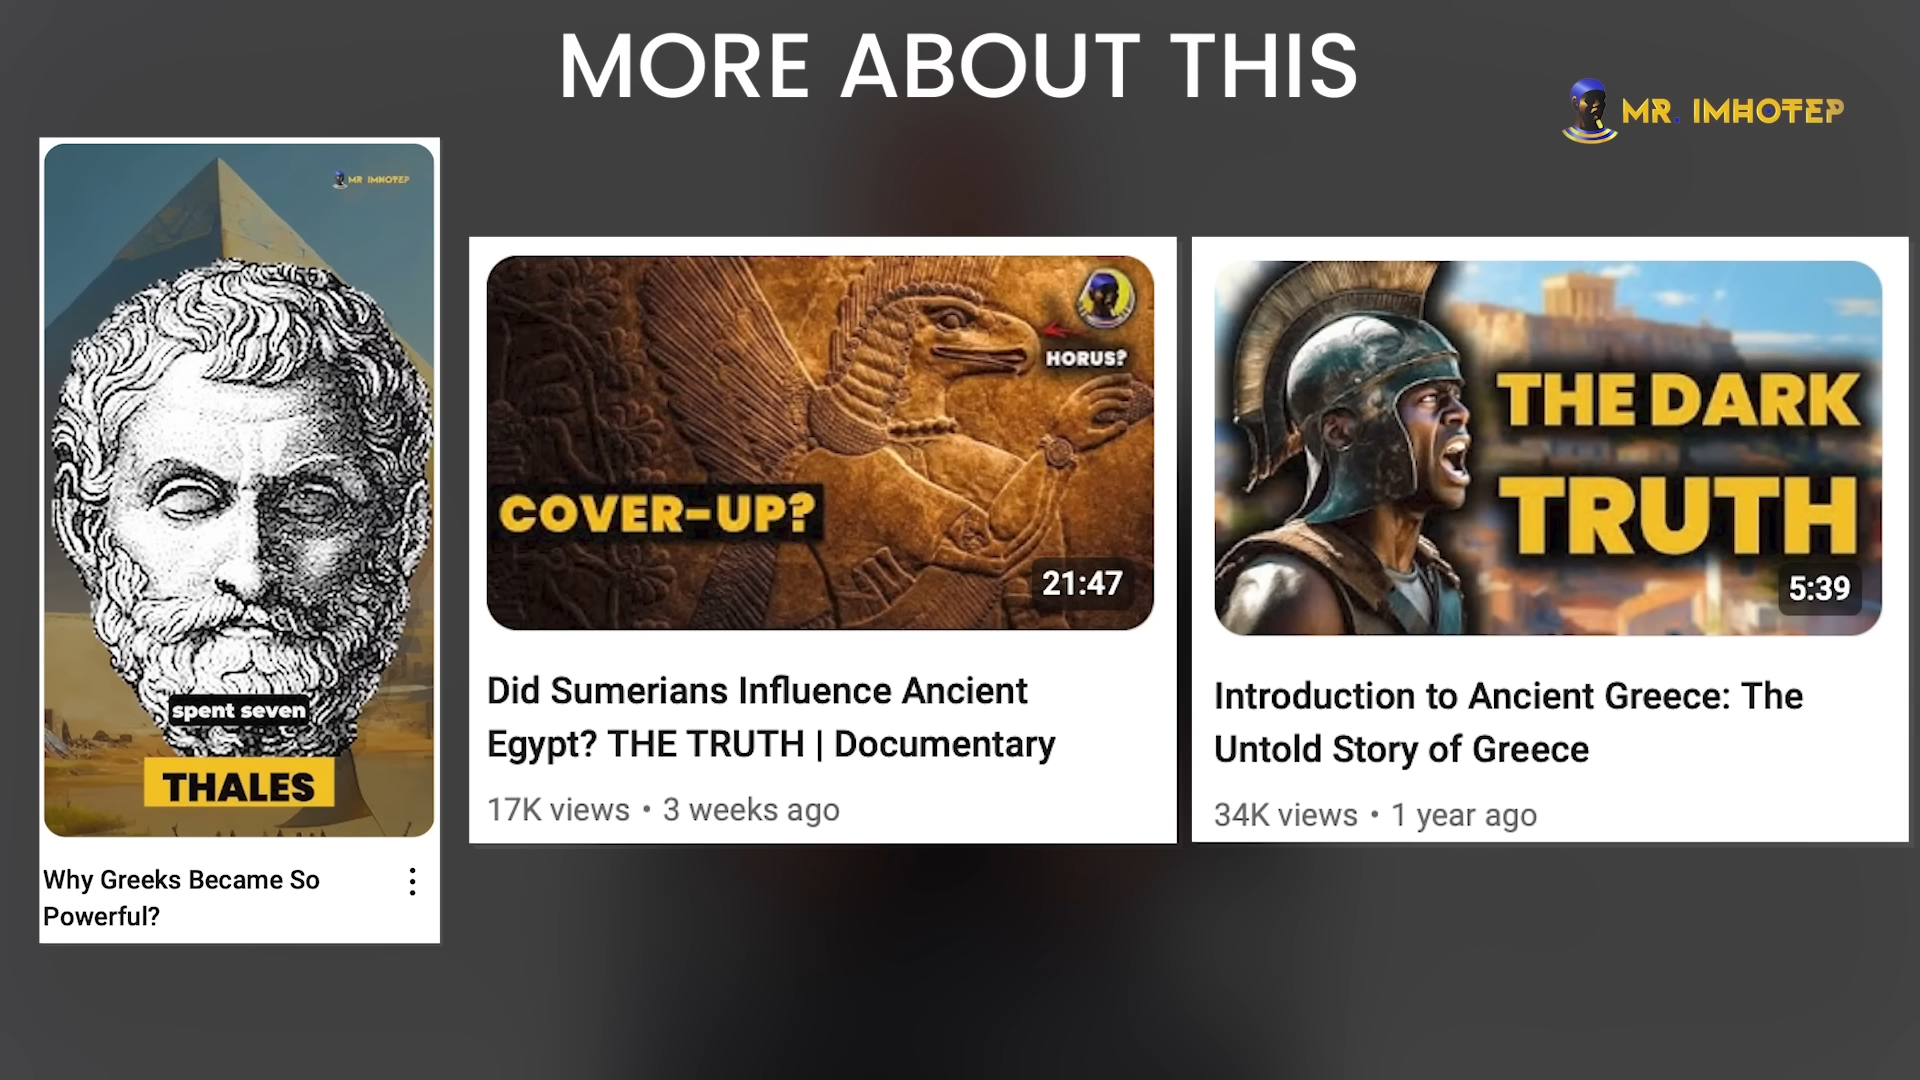 MORE ABOUT THIS
MR. IMHOTEP
MR IMHOTEP
spent seven
THALES
Why Greeks Became So
Powerful?
HORUS?
COVER-UP?
21:47
Did Sumerians Influence Ancient
Egypt? THE TRUTH | Documentary
17K views • 3 weeks ago
THE DARK
TRUTH
5:39
Introduction to Ancient Greece: The
Untold Story of Greece
34K views • 1 year ago